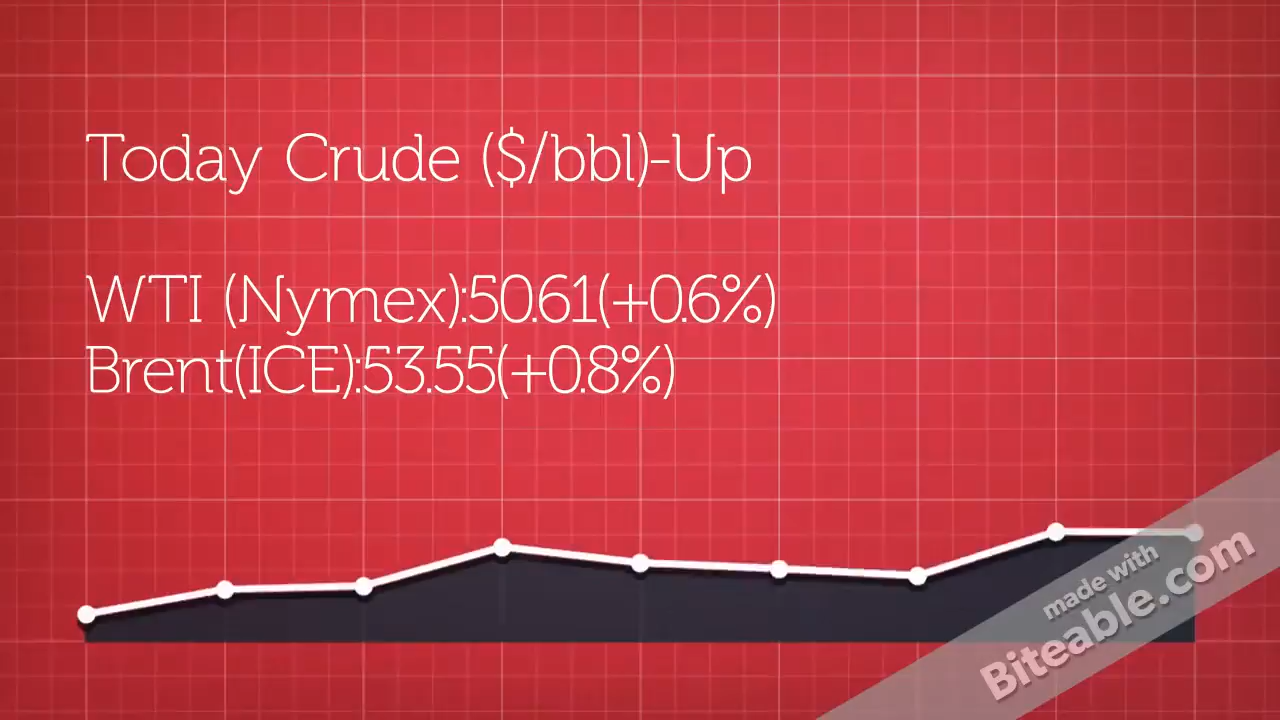 Today Crude ($/bbl)-Up
WTI (Nymex):50.61(+0.6%)
Brent(ICE):53.55(+0.8%)
made with
Biteable.com